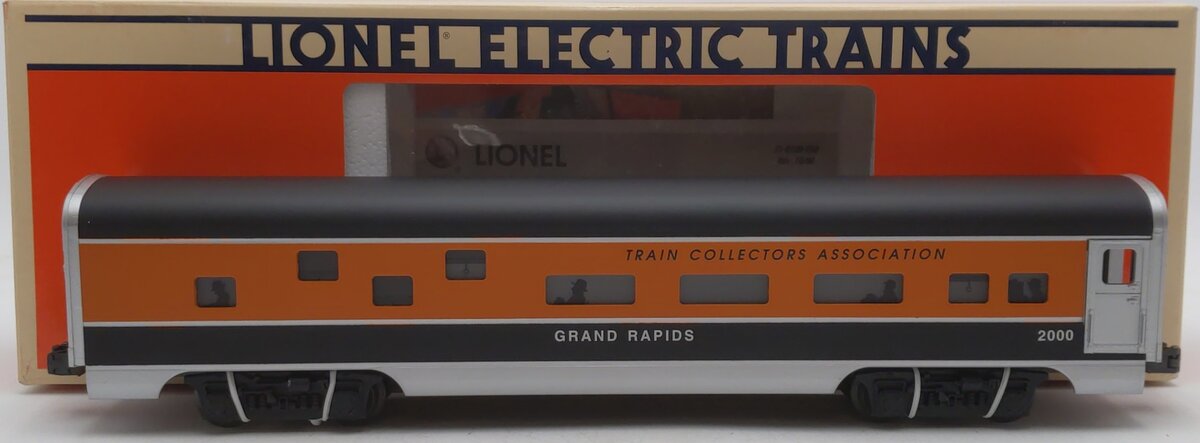 LIONEL® ELECTRIC TRAINS
LIONEL
TRAIN COLLECTORS ASSOCIATION
GRAND RAPIDS
2000